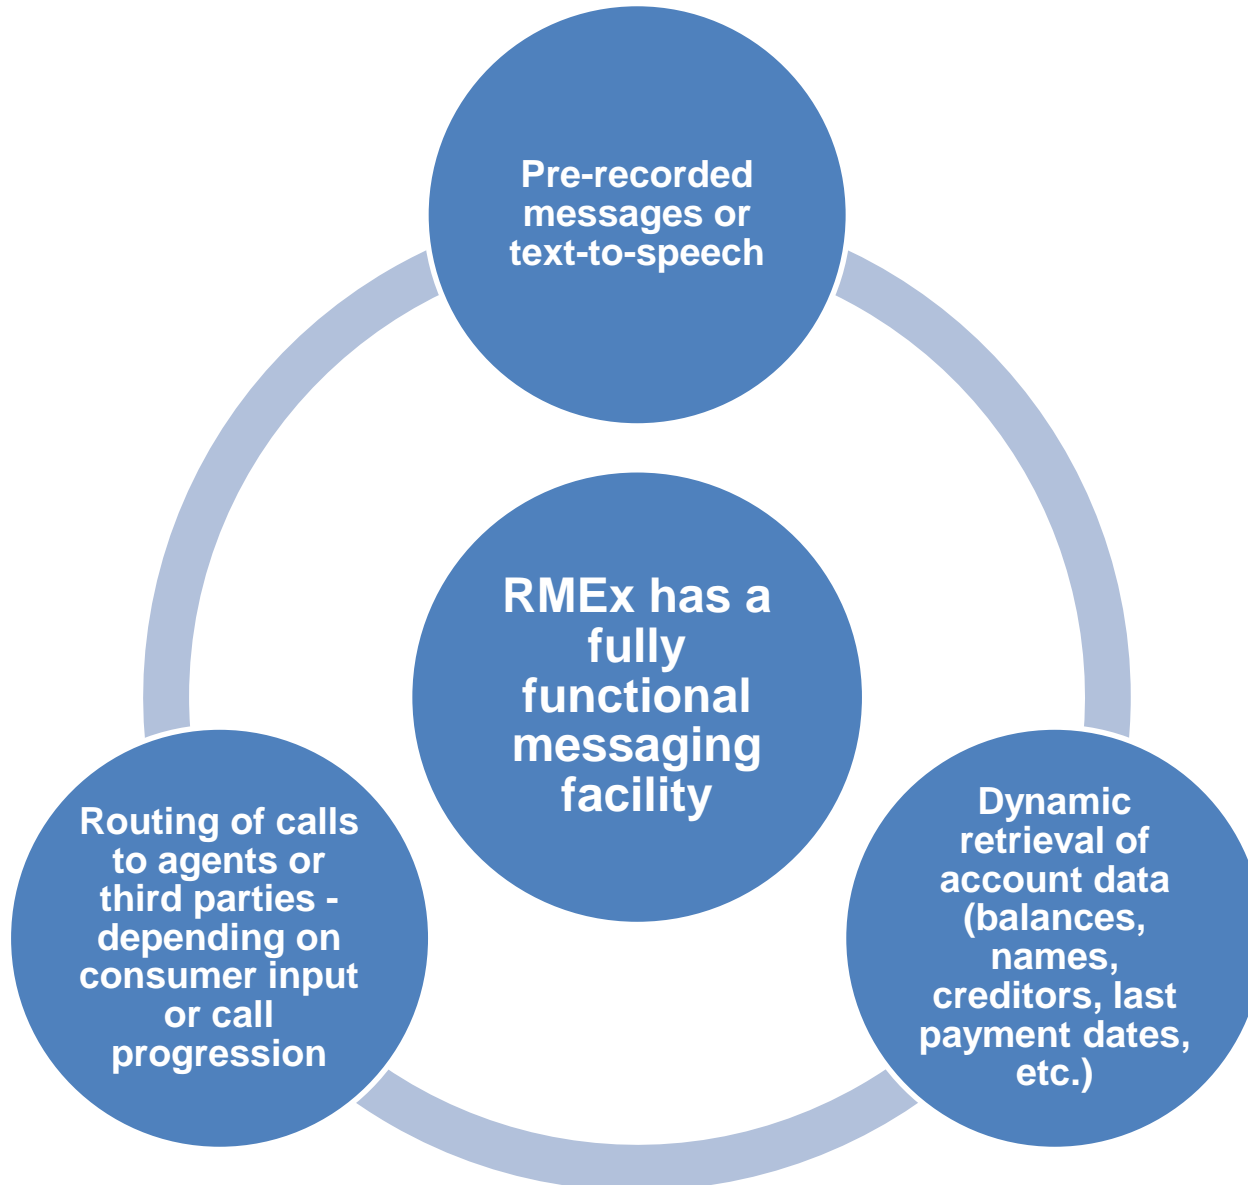 Pre-recorded
messages or
text-to-speech
RMEx has a
fully
functional
messaging
facility
Routing of calls
to agents or
third parties -
depending on
consumer input
or call
progression
Dynamic
retrieval of
account data
(balances,
names,
creditors, last
payment dates,
etc.)